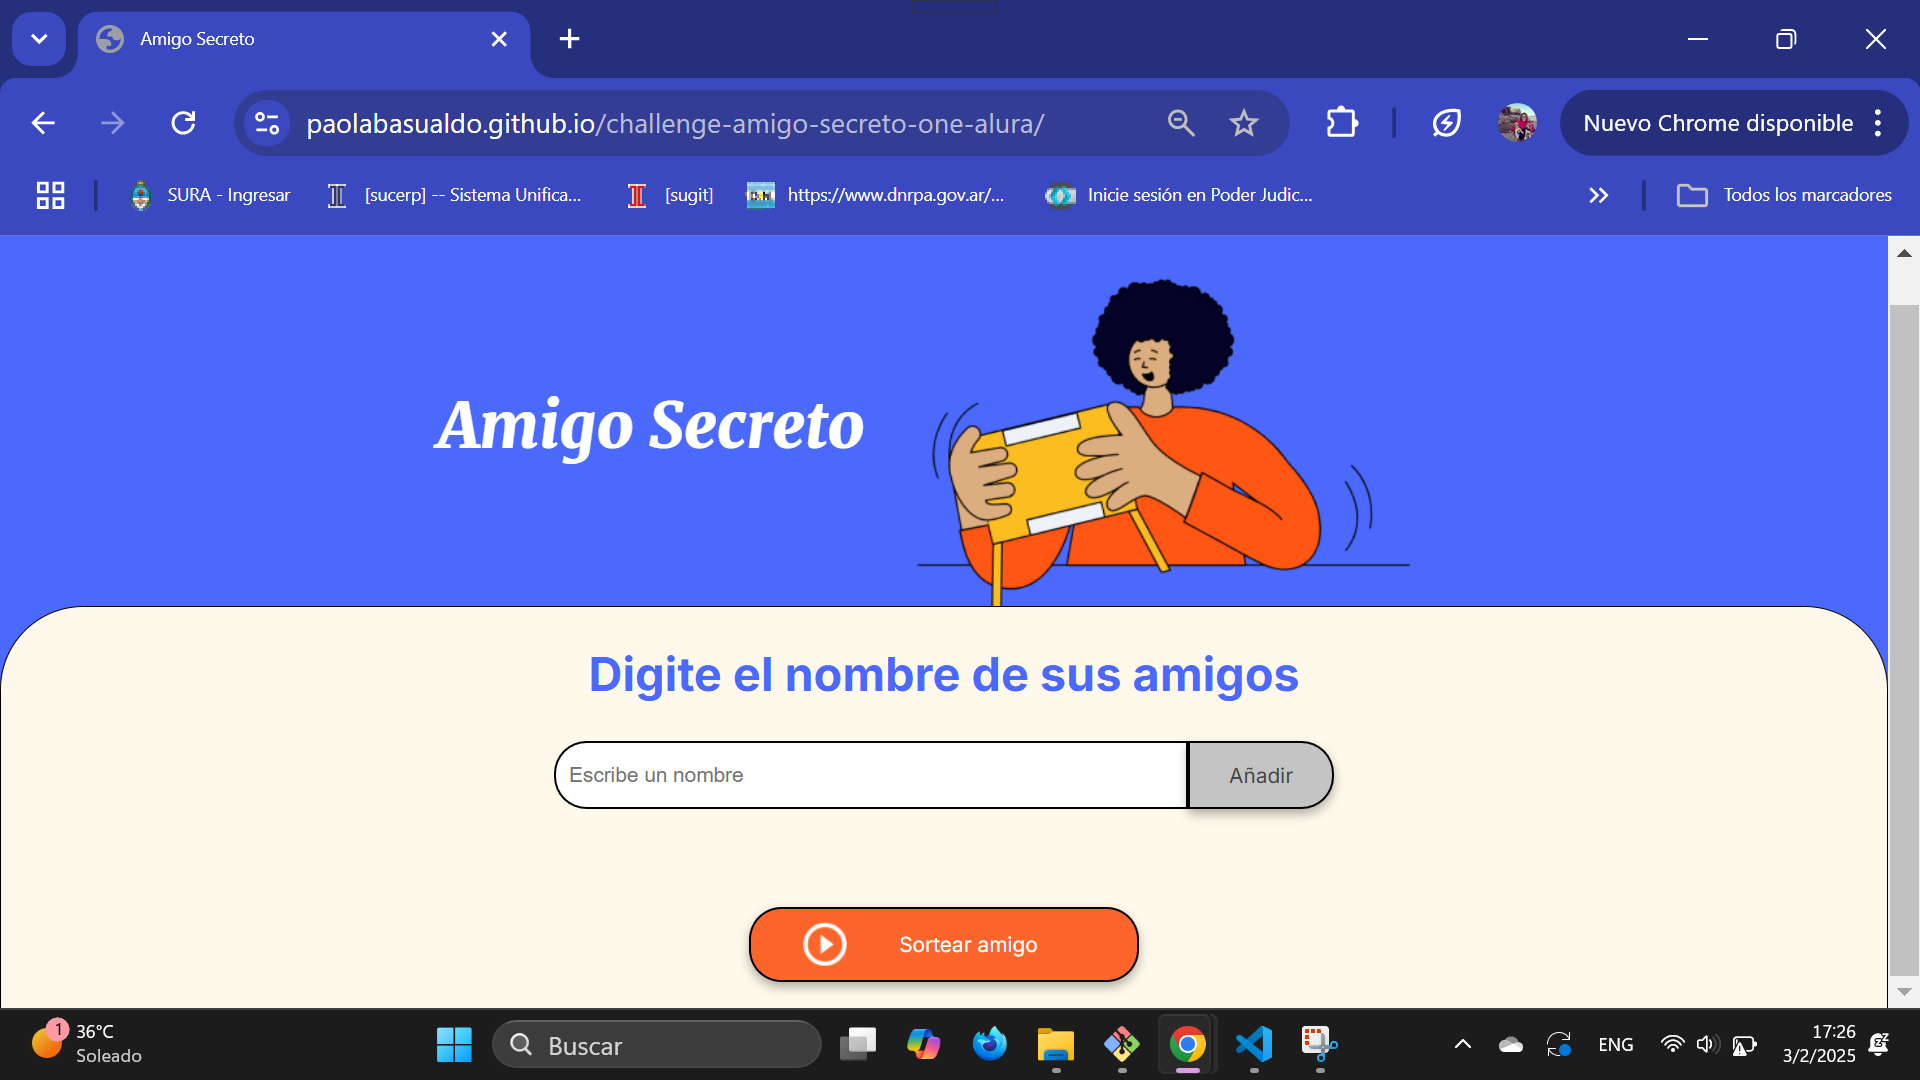 Amigo Secreto
paolabasualdo.github.io/challenge-amigo-secreto-one-alura/
Nuevo Chrome disponible
SURA - Ingresar
[sucerp] -- Sistema Unifica...
[sugit]
https://www.dnrpa.gov.ar/...
Inicie sesión en Poder Judic...
Todos los marcadores
Amigo Secreto
Digite el nombre de sus amigos
Escribe un nombre
Añadir
Sortear amigo
1
36°C
Soleado
Buscar
ENG
17:26
3/2/2025